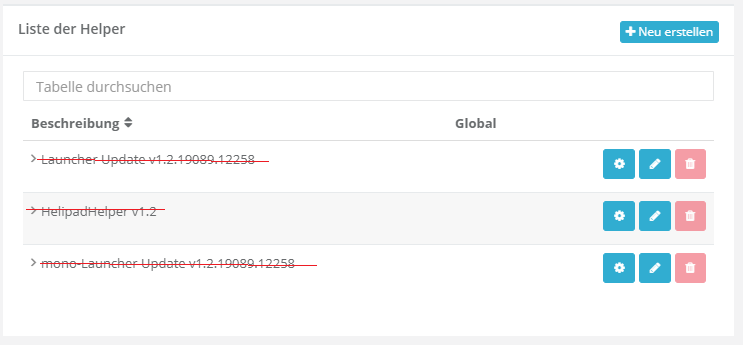 Liste der Helper
Neu erstellen
Tabelle durchsuchen
Beschreibung Global
Launcher Update v1.2.19089.12258
HelipadHelper v1.2
mono-Launcher Update v1.2.19089.12258